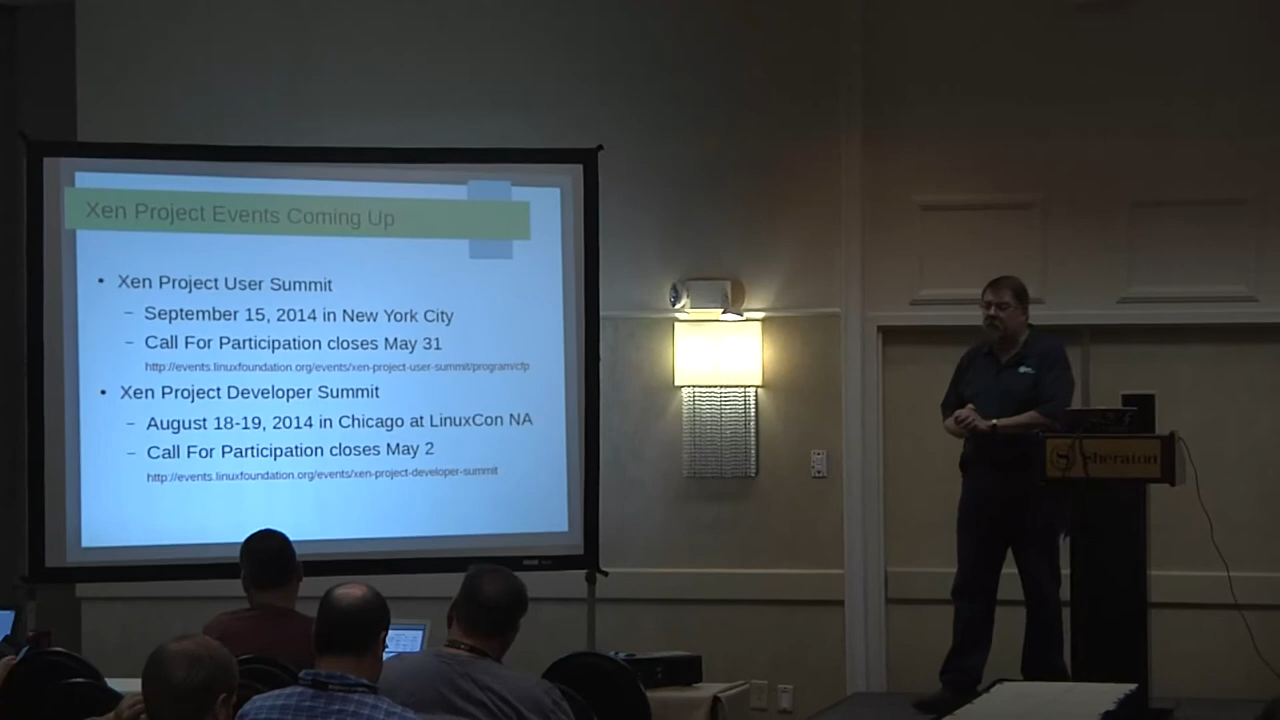 Xen Project Events Coming Up
• Xen Project User Summit
– September 15, 2014 in New York City
– Call For Participation closes May 31
http://events.linuxfoundation.org/events/xen-project-user-summit/program/cfp
• Xen Project Developer Summit
– August 18-19, 2014 in Chicago at LinuxCon NA
– Call For Participation closes May 2
http://events.linuxfoundation.org/events/xen-project-developer-summit
Sheraton